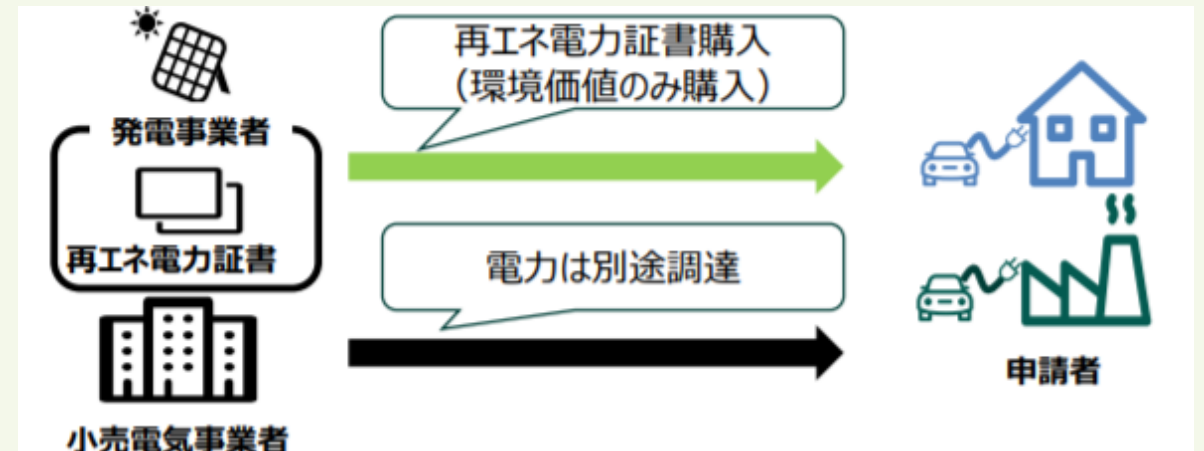 再エネ電力証書購入
（環境価値のみ購入）
発電事業者
再エネ電力証書
電力は別途調達
小売電気事業者
申請者